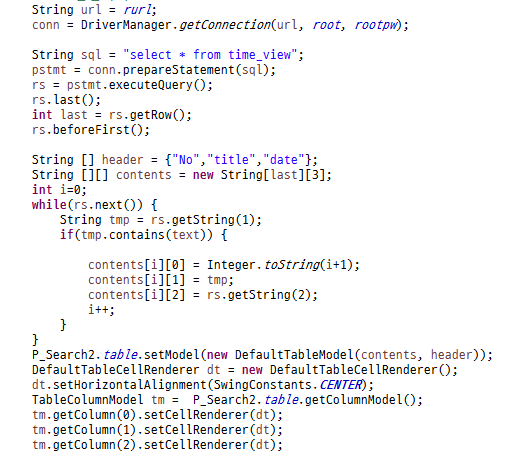 String url = rurl;
conn = DriverManager.getConnection(url, root, rootpw);
String sql = "select * from time_view";
pstmt = conn.prepareStatement(sql);
rs = pstmt.executeQuery();
rs.last();
int last = rs.getRow();
rs.beforeFirst();
String [] header = {"No","title","date"};
String [][] contents = new String[last][3];
int i=0;
while(rs.next()) {
String tmp = rs.getString(1);
if(tmp.contains(text)) {
contents[i][0] = Integer.toString(i+1);
contents[i][1] = tmp;
contents[i][2] = rs.getString(2);
i++;
}
}
P_Search2.table.setModel(new DefaultTableModel(contents, header));
DefaultTableCellRenderer dt = new DefaultTableCellRenderer();
dt.setHorizontalAlignment(SwingConstants.CENTER);
TableColumnModel tm =  P_Search2.table.getColumnModel();
tm.getColumn(0).setCellRenderer(dt);
tm.getColumn(1).setCellRenderer(dt);
tm.getColumn(2).setCellRenderer(dt);